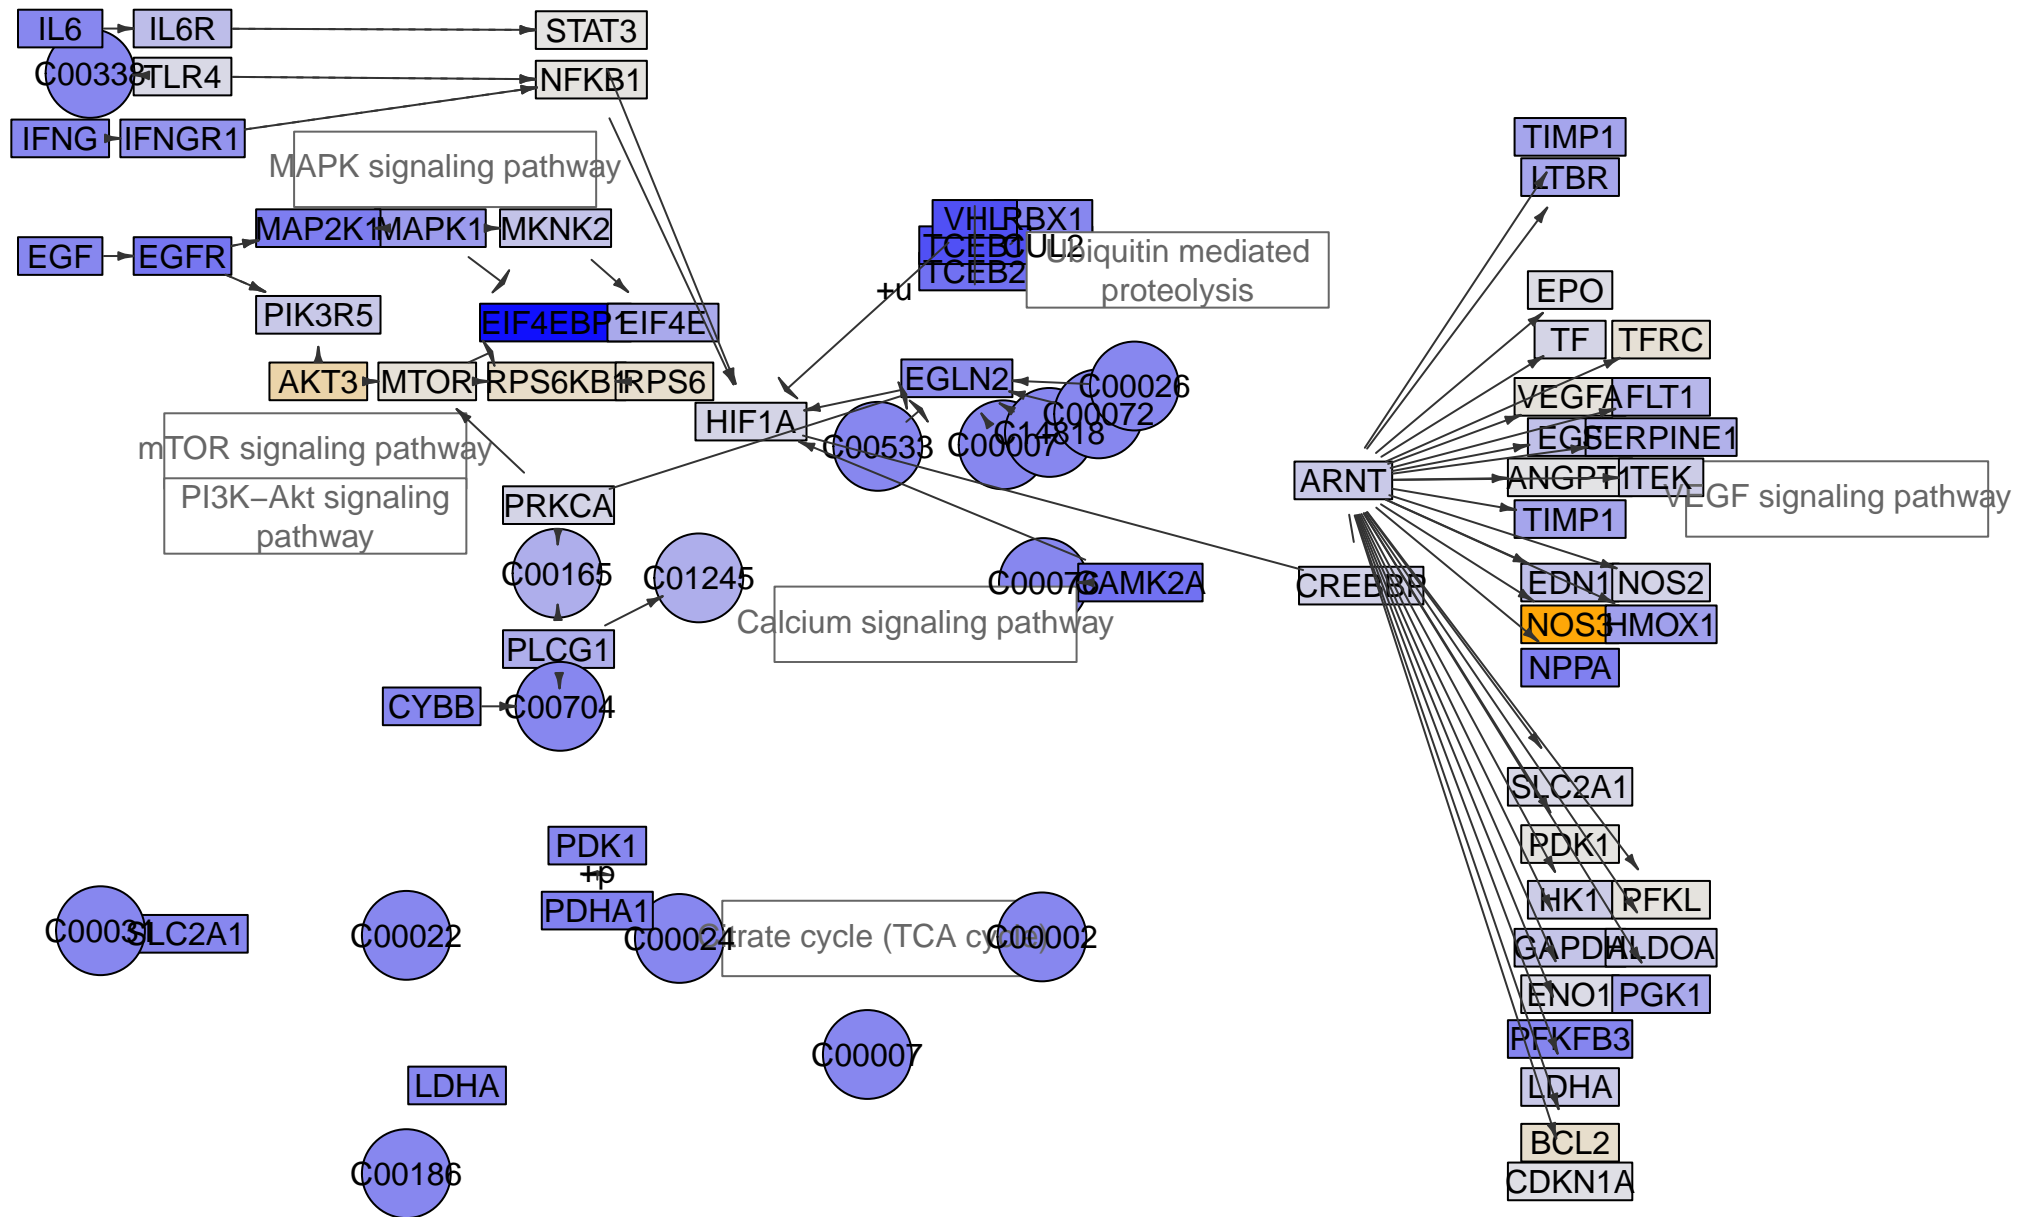 IL6
IL6R
STAT3
C00338
TLR4
NFKB1
IFNG
IFNGR1
MAPK signaling pathway
TIMP1
LTBR
MAP2K1
MAPK1
MKNK2
VHL
RBX1
EGF
EGFR
TCEB1
CUL2
Ubiquitin mediated
proteolysis
TCEB2
+u
PIK3R5
EIF4EBP1
EIF4E
EPO
TF
TFRC
AKT3
MTOR
RPS6KB1
RPS6
EGLN2
C00026
C00072
C14818
C00007
C00533
HIF1A
VEGFA
FLT1
EGF
SERPINE1
mTOR signaling pathway
PI3K–Akt signaling
pathway
ARNT
ANGPT1
TEK
VEGF signaling pathway
PRKCA
TIMP1
C00165
C01245
C00076
CAMK2A
CREBBP
EDN1
NOS2
Calcium signaling pathway
NOS3
HMOX1
PLCG1
NPPA
CYBB
C00704
SLC2A1
PDK1
+p
PDK1
PDHA1
HK1
PFKL
C00031
SLC2A1
C00022
C00024
Citrate cycle (TCA cycle)
C00002
GAPDH
ALDOA
ENO1
PGK1
C00007
PFKFB3
LDHA
LDHA
BCL2
C00186
CDKN1A